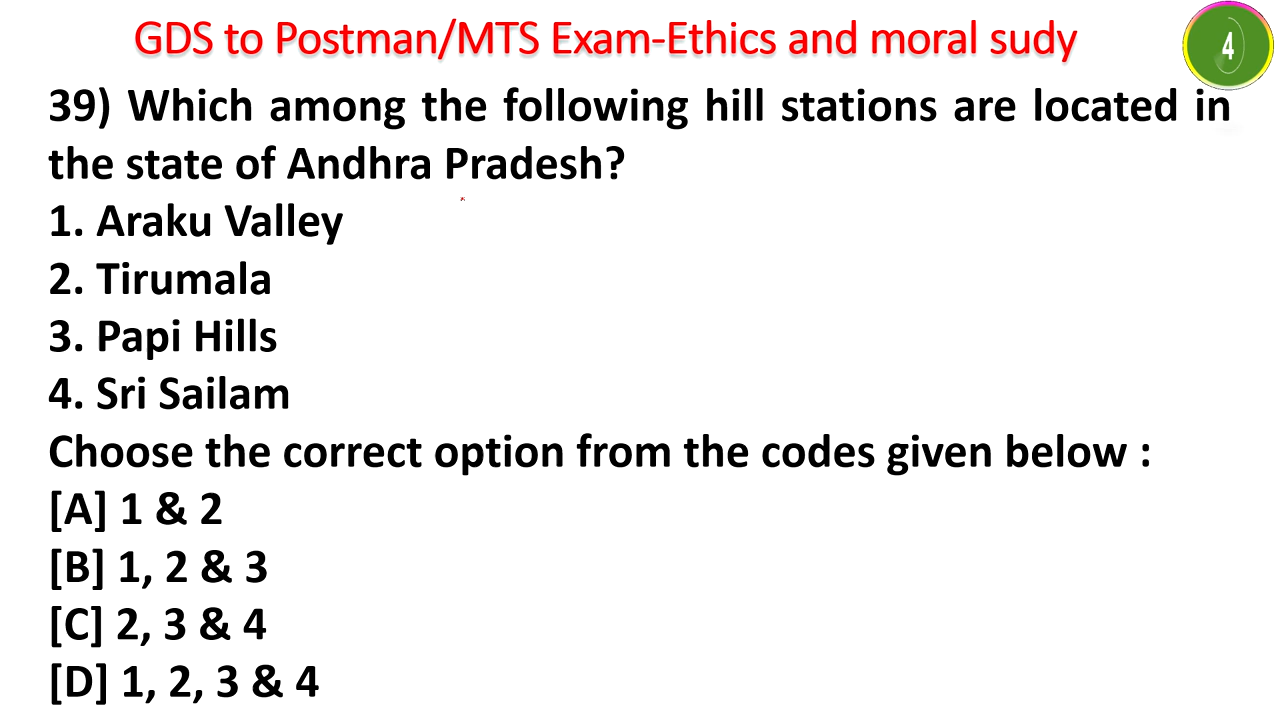 GDS to Postman/MTS Exam-Ethics and moral sudy
4
39) Which among the following hill stations are located in
the state of Andhra Pradesh?
1. Araku Valley
2. Tirumala
3. Papi Hills
4. Sri Sailam
Choose the correct option from the codes given below :
[A] 1 & 2
[B] 1, 2 & 3
[C] 2, 3 & 4
[D] 1, 2, 3 & 4